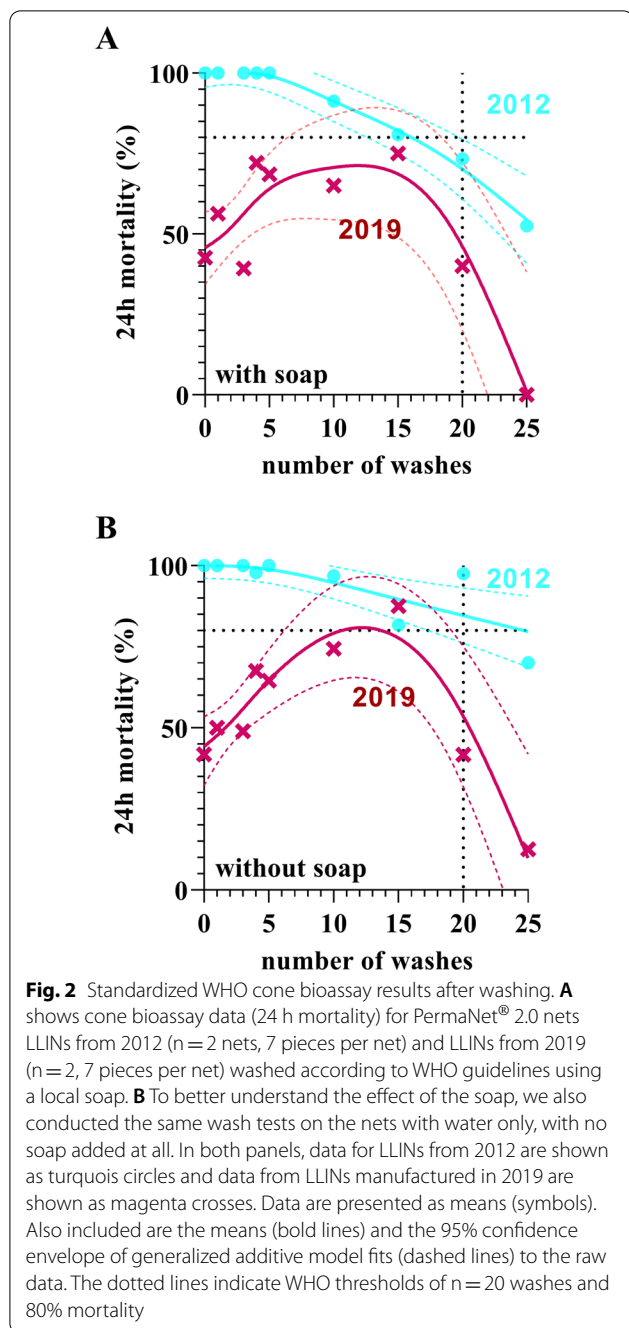 A
100
50
0
24h mortality (%)
2012
2019
with soap
0 5 10 15 20 25
number of washes
B
100
50
0
24h mortality (%)
2012
2019
without soap
0 5 10 15 20 25
number of washes
Fig. 2 Standardized WHO cone bioassay results after washing. A
shows cone bioassay data (24 h mortality) for PermaNet® 2.0 nets
LLINs from 2012 (n = 2 nets, 7 pieces per net) and LLINs from 2019
(n = 2, 7 pieces per net) washed according to WHO guidelines using
a local soap. B To better understand the effect of the soap, we also
conducted the same wash tests on the nets with water only, with no
soap added at all. In both panels, data for LLINs from 2012 are shown
as turquois circles and data from LLINs manufactured in 2019 are
shown as magenta crosses. Data are presented as means (symbols).
Also included are the means (bold lines) and the 95% confidence
envelope of generalized additive model fits (dashed lines) to the raw
data. The dotted lines indicate WHO thresholds of n = 20 washes and
80% mortality